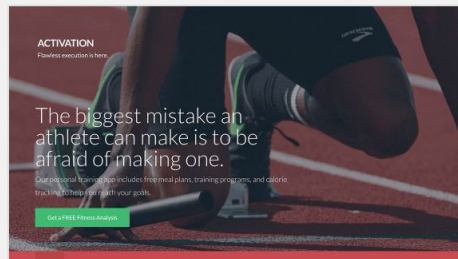 ACTIVATION
Flawless execution is here.
The biggest mistake an
athlete can make is to be
afraid of making one.
Our personal training app includes free meal plans, training programs, and calorie
tracking to help you reach your goals.
Get a FREE Fitness Analysis